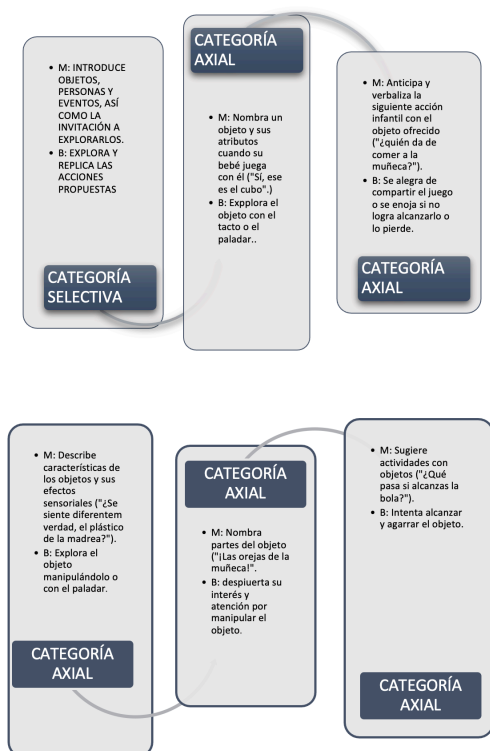 • M: INTRODUCE
OBJETOS,
PERSONAS Y
EVENTOS, ASÍ
COMO LA
INVITACIÓN A
EXPLORARLOS.
• B: EXPLORA Y
REPLICA LAS
ACCIONES
PROPUESTAS
CATEGORÍA
SELECTIVA
CATEGORÍA
AXIAL
• M: Nombra un
objeto y sus
atributos
cuando su
bebé juega
con él ("Sí, ese
es el cubo".)
• B: Expplora el
objeto con el
tacto o el
paladar..
• M: Anticipa y
verbaliza la
siguiente acción
infantil con el
objeto ofrecido
("¿quién da de
comer a la
muñeca?").
• B: Se alegra de
compartir el juego
o se enoja si no
logra alcanzarlo o
lo pierde.
CATEGORÍA
AXIAL
• M: Describe
características de
los objetos y sus
efectos
sensoriales ("¿Se
siente diferentem
verdad, el plástico
de la madrea?").
• B: Explora el
objeto
manipulándolo o
con el paladar.
CATEGORÍA
AXIAL
CATEGORÍA
AXIAL
• M: Nombra
partes del objeto
("¡Las orejas de la
muñeca!".
• B: despiuerta su
interés y
atención por
manipular el
objeto.
• M: Sugiere
actividades con
objetos ("¿Qué
pasa si alcanzas la
bola?").
• B: Intenta alcanzar
y agarrar el objeto.
CATEGORÍA
AXIAL